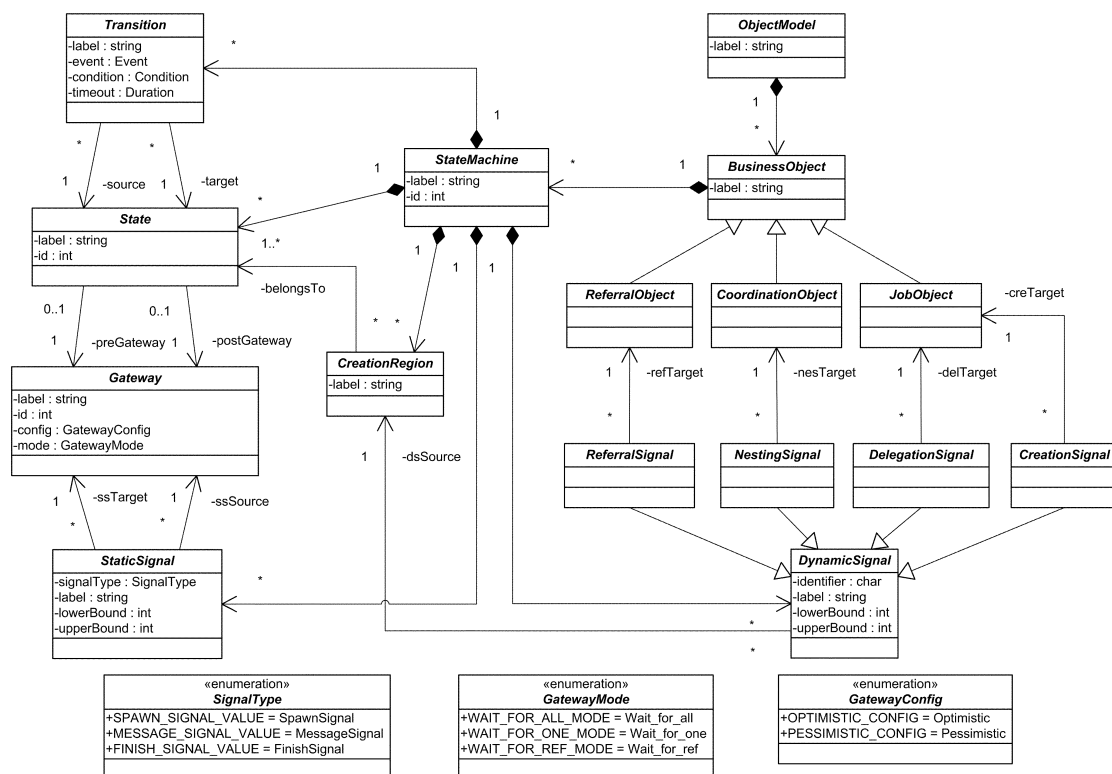 Transition
-label : string
-event : Event
-condition : Condition
-timeout : Duration
ObjectModel
-label : string
*
1
1
*
StateMachine
-label : string
-id : int
1
*
*
1
BusinessObject
-label : string
*
*
1
-source
1
-target
State
-label : string
-id : int
1..*
-belongsTo
1
1
1
*
*
ReferralObject
CoordinationObject
JobObject
-creTarget
1
0..1
0..1
1
-preGateway
1
-postGateway
CreationRegion
-label : string
1
-refTarget
1
-nesTarget
1
-delTarget
*
*
*
*
Gateway
-label : string
-id : int
-config : GatewayConfig
-mode : GatewayMode
1
-dsSource
ReferralSignal
NestingSignal
DelegationSignal
CreationSignal
1
-ssTarget
1
-ssSource
*
*
StaticSignal
-signalType : SignalType
-label : string
-lowerBound : int
-upperBound : int
*
DynamicSignal
-identifier : char
-label : string
-lowerBound : int
-upperBound : int
*
*
«enumeration»
SignalType
+SPAWN_SIGNAL_VALUE = SpawnSignal
+MESSAGE_SIGNAL_VALUE = MessageSignal
+FINISH_SIGNAL_VALUE = FinishSignal
«enumeration»
GatewayMode
+WAIT_FOR_ALL_MODE = Wait_for_all
+WAIT_FOR_ONE_MODE = Wait_for_one
+WAIT_FOR_REF_MODE = Wait_for_ref
«enumeration»
GatewayConfig
+OPTIMISTIC_CONFIG = Optimistic
+PESSIMISTIC_CONFIG = Pessimistic